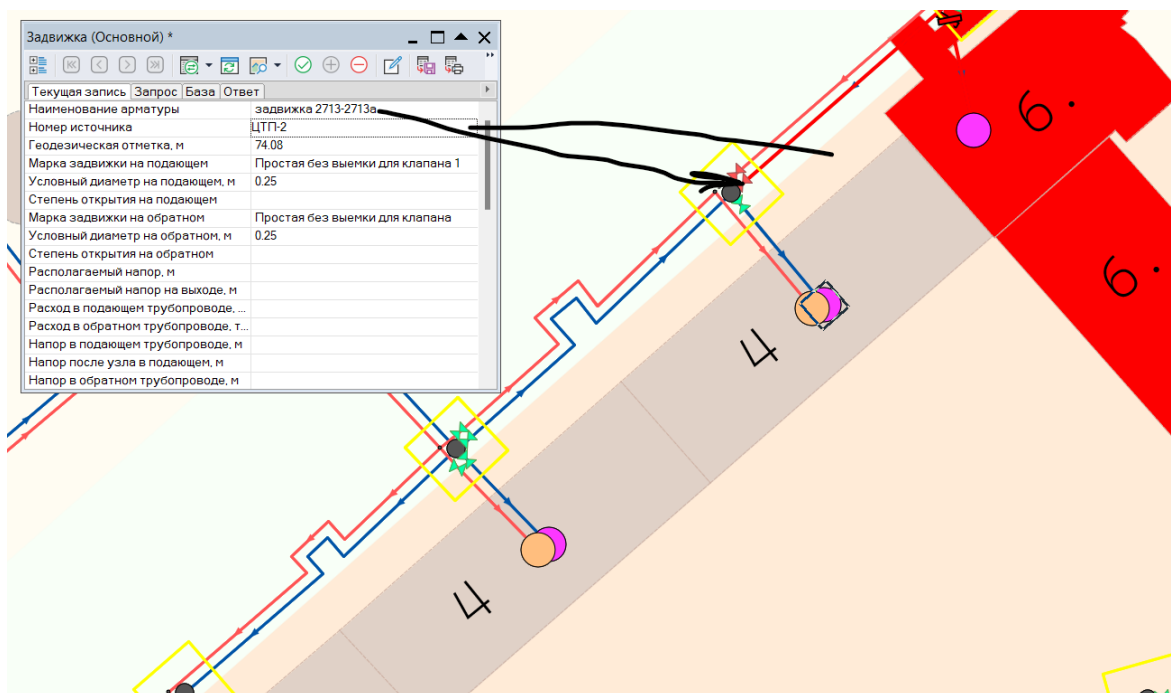 Задвижка (Основной) *
Текущая запись Запрос База Ответ
Наименование арматуры задвижка 2713-2713а
Номер источника ЦТП-2
Геодезическая отметка, м 74.08
Марка задвижки на подающем Простая без выемки для клапана 1
Условный диаметр на подающем, м 0.25
Степень открытия на подающем
Марка задвижки на обратном Простая без выемки для клапана
Условный диаметр на обратном, м 0.25
Степень открытия на обратном
Располагаемый напор, м
Располагаемый напор на выходе, м
Расход в подающем трубопроводе, ...
Расход в обратном трубопроводе, т...
Напор в подающем трубопроводе, м
Напор после узла в подающем, м
Напор в обратном трубопроводе, м
6.
6.
4
4